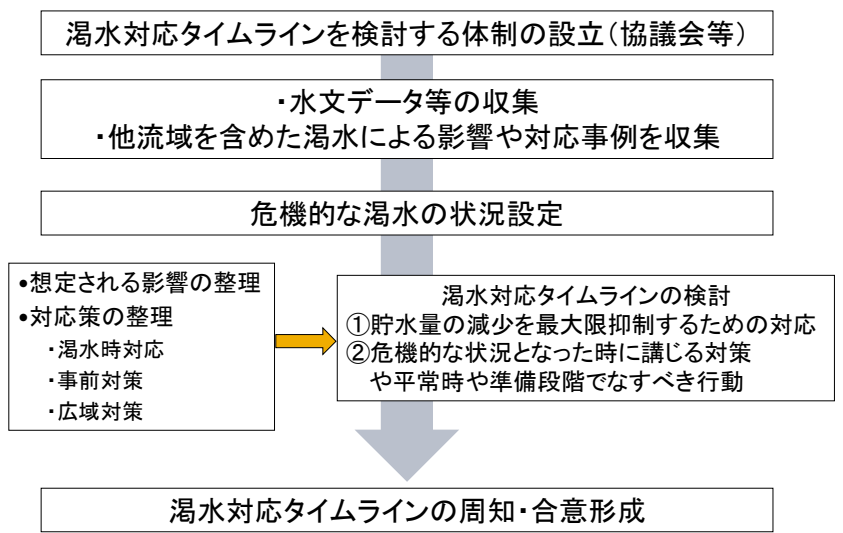 渇水対応タイムラインを検討する体制の設立(協議会等)
・水文データ等の収集
・他流域を含めた渇水による影響や対応事例を収集
危機的な渇水の状況設定
•想定される影響の整理
•対応策の整理
・渇水時対応
・事前対策
・広域対策
渇水対応タイムラインの検討
①貯水量の減少を最大限抑制するための対応
②危機的な状況となった時に講じる対策
や平常時や準備段階でなすべき行動
渇水対応タイムラインの周知・合意形成